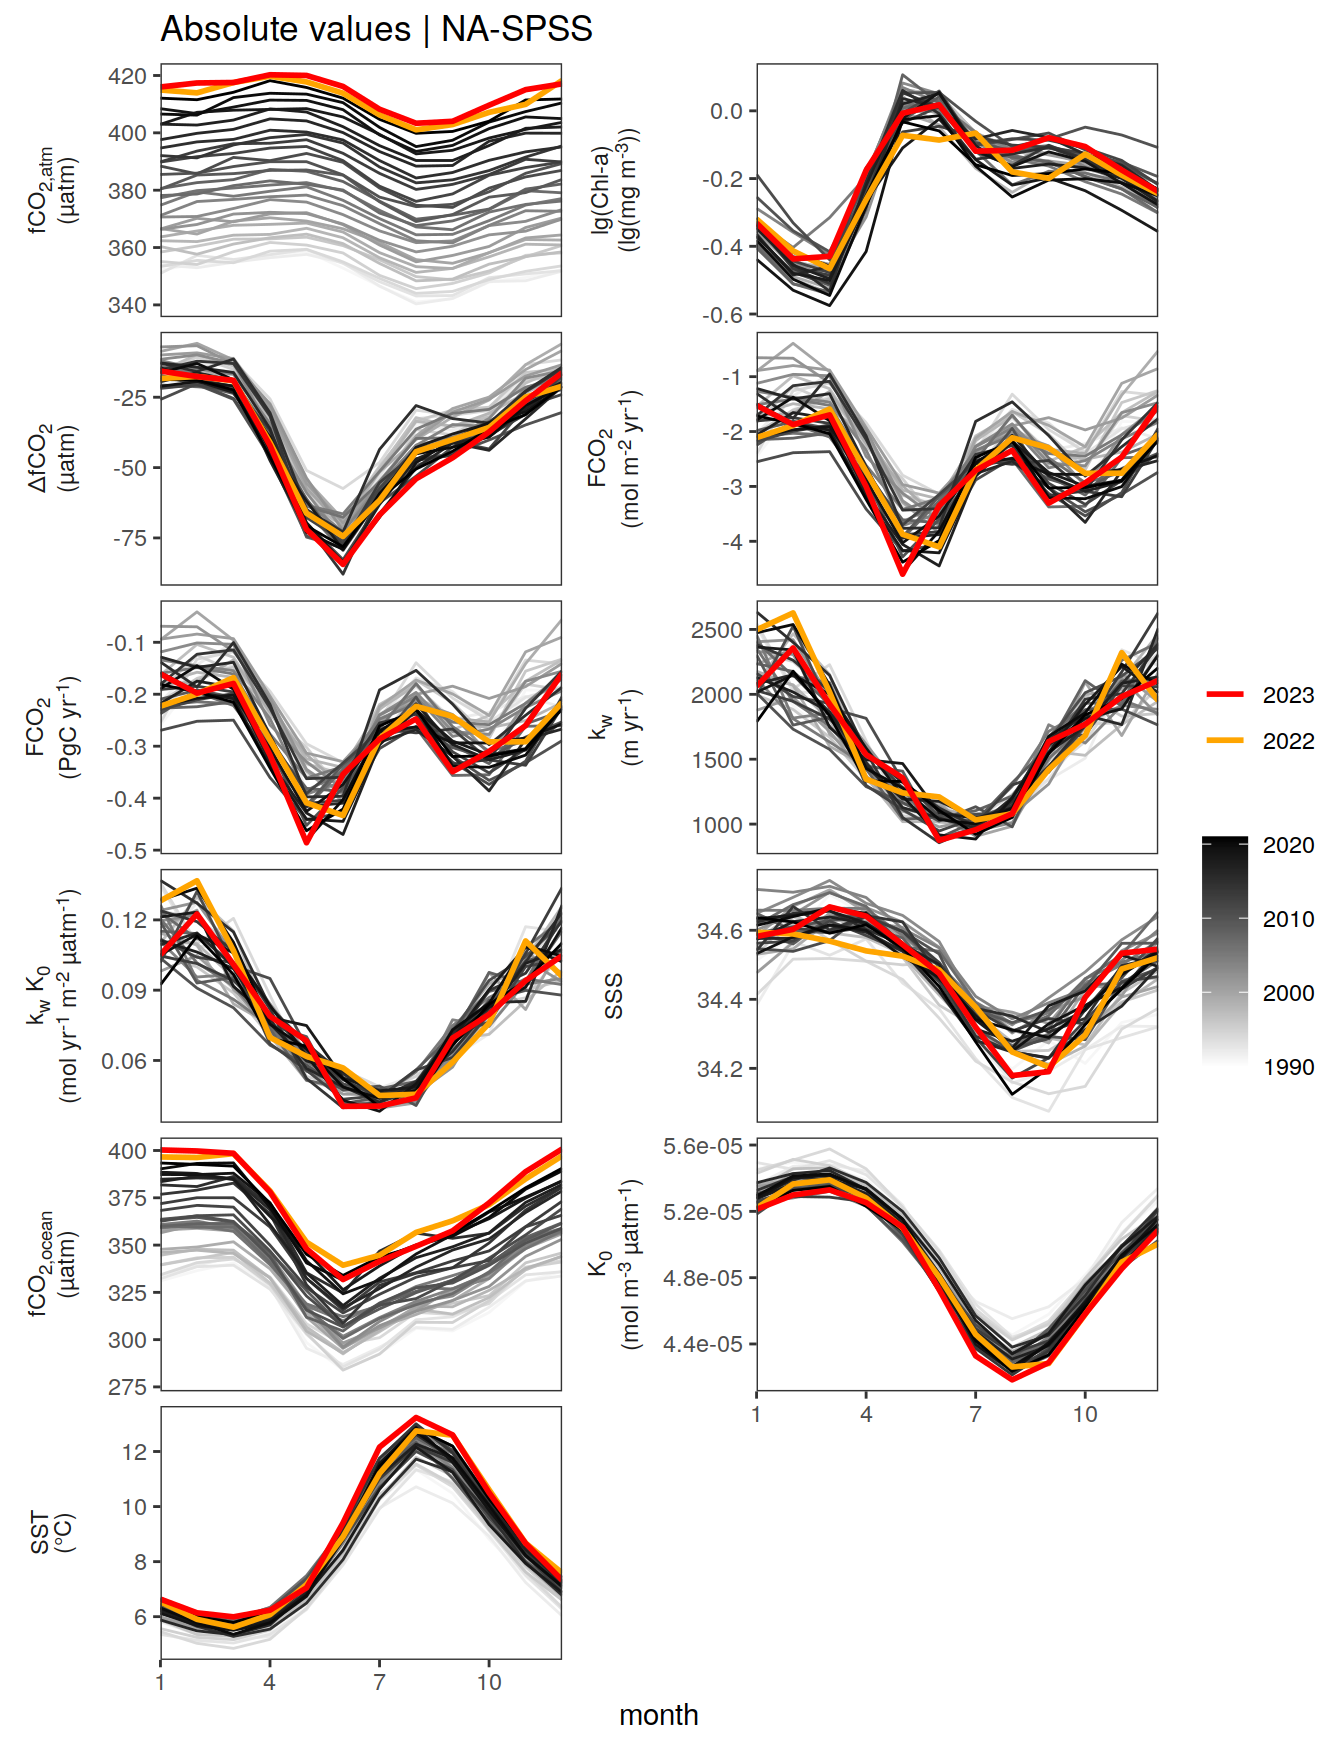 Absolute values | NA-SPSS
fCO2,atm
(µatm)
420
400
380
360
340
lg(Chl-a)
(lg(mg m-3))
0.0
-0.2
-0.4
-0.6
ΔfCO2
(µatm)
-25
-50
-75
FCO2
(mol m-2 yr-1)
-1
-2
-3
-4
FCO2
(PgC yr-1)
-0.1
-0.2
-0.3
-0.4
-0.5
kw
(m yr-1)
2500
2000
1500
1000
kw K0
(mol yr-1 m-2 µatm-1)
0.12
0.09
0.06
SSS
34.6
34.4
34.2
fCO2,ocean
(µatm)
400
375
350
325
300
275
K0
(mol m-3 µatm-1)
5.6e-05
5.2e-05
4.8e-05
4.4e-05
1 4 7 10
SST
(°C)
12
10
8
6
1 4 7 10
month
2023
2022
2020
2010
2000
1990